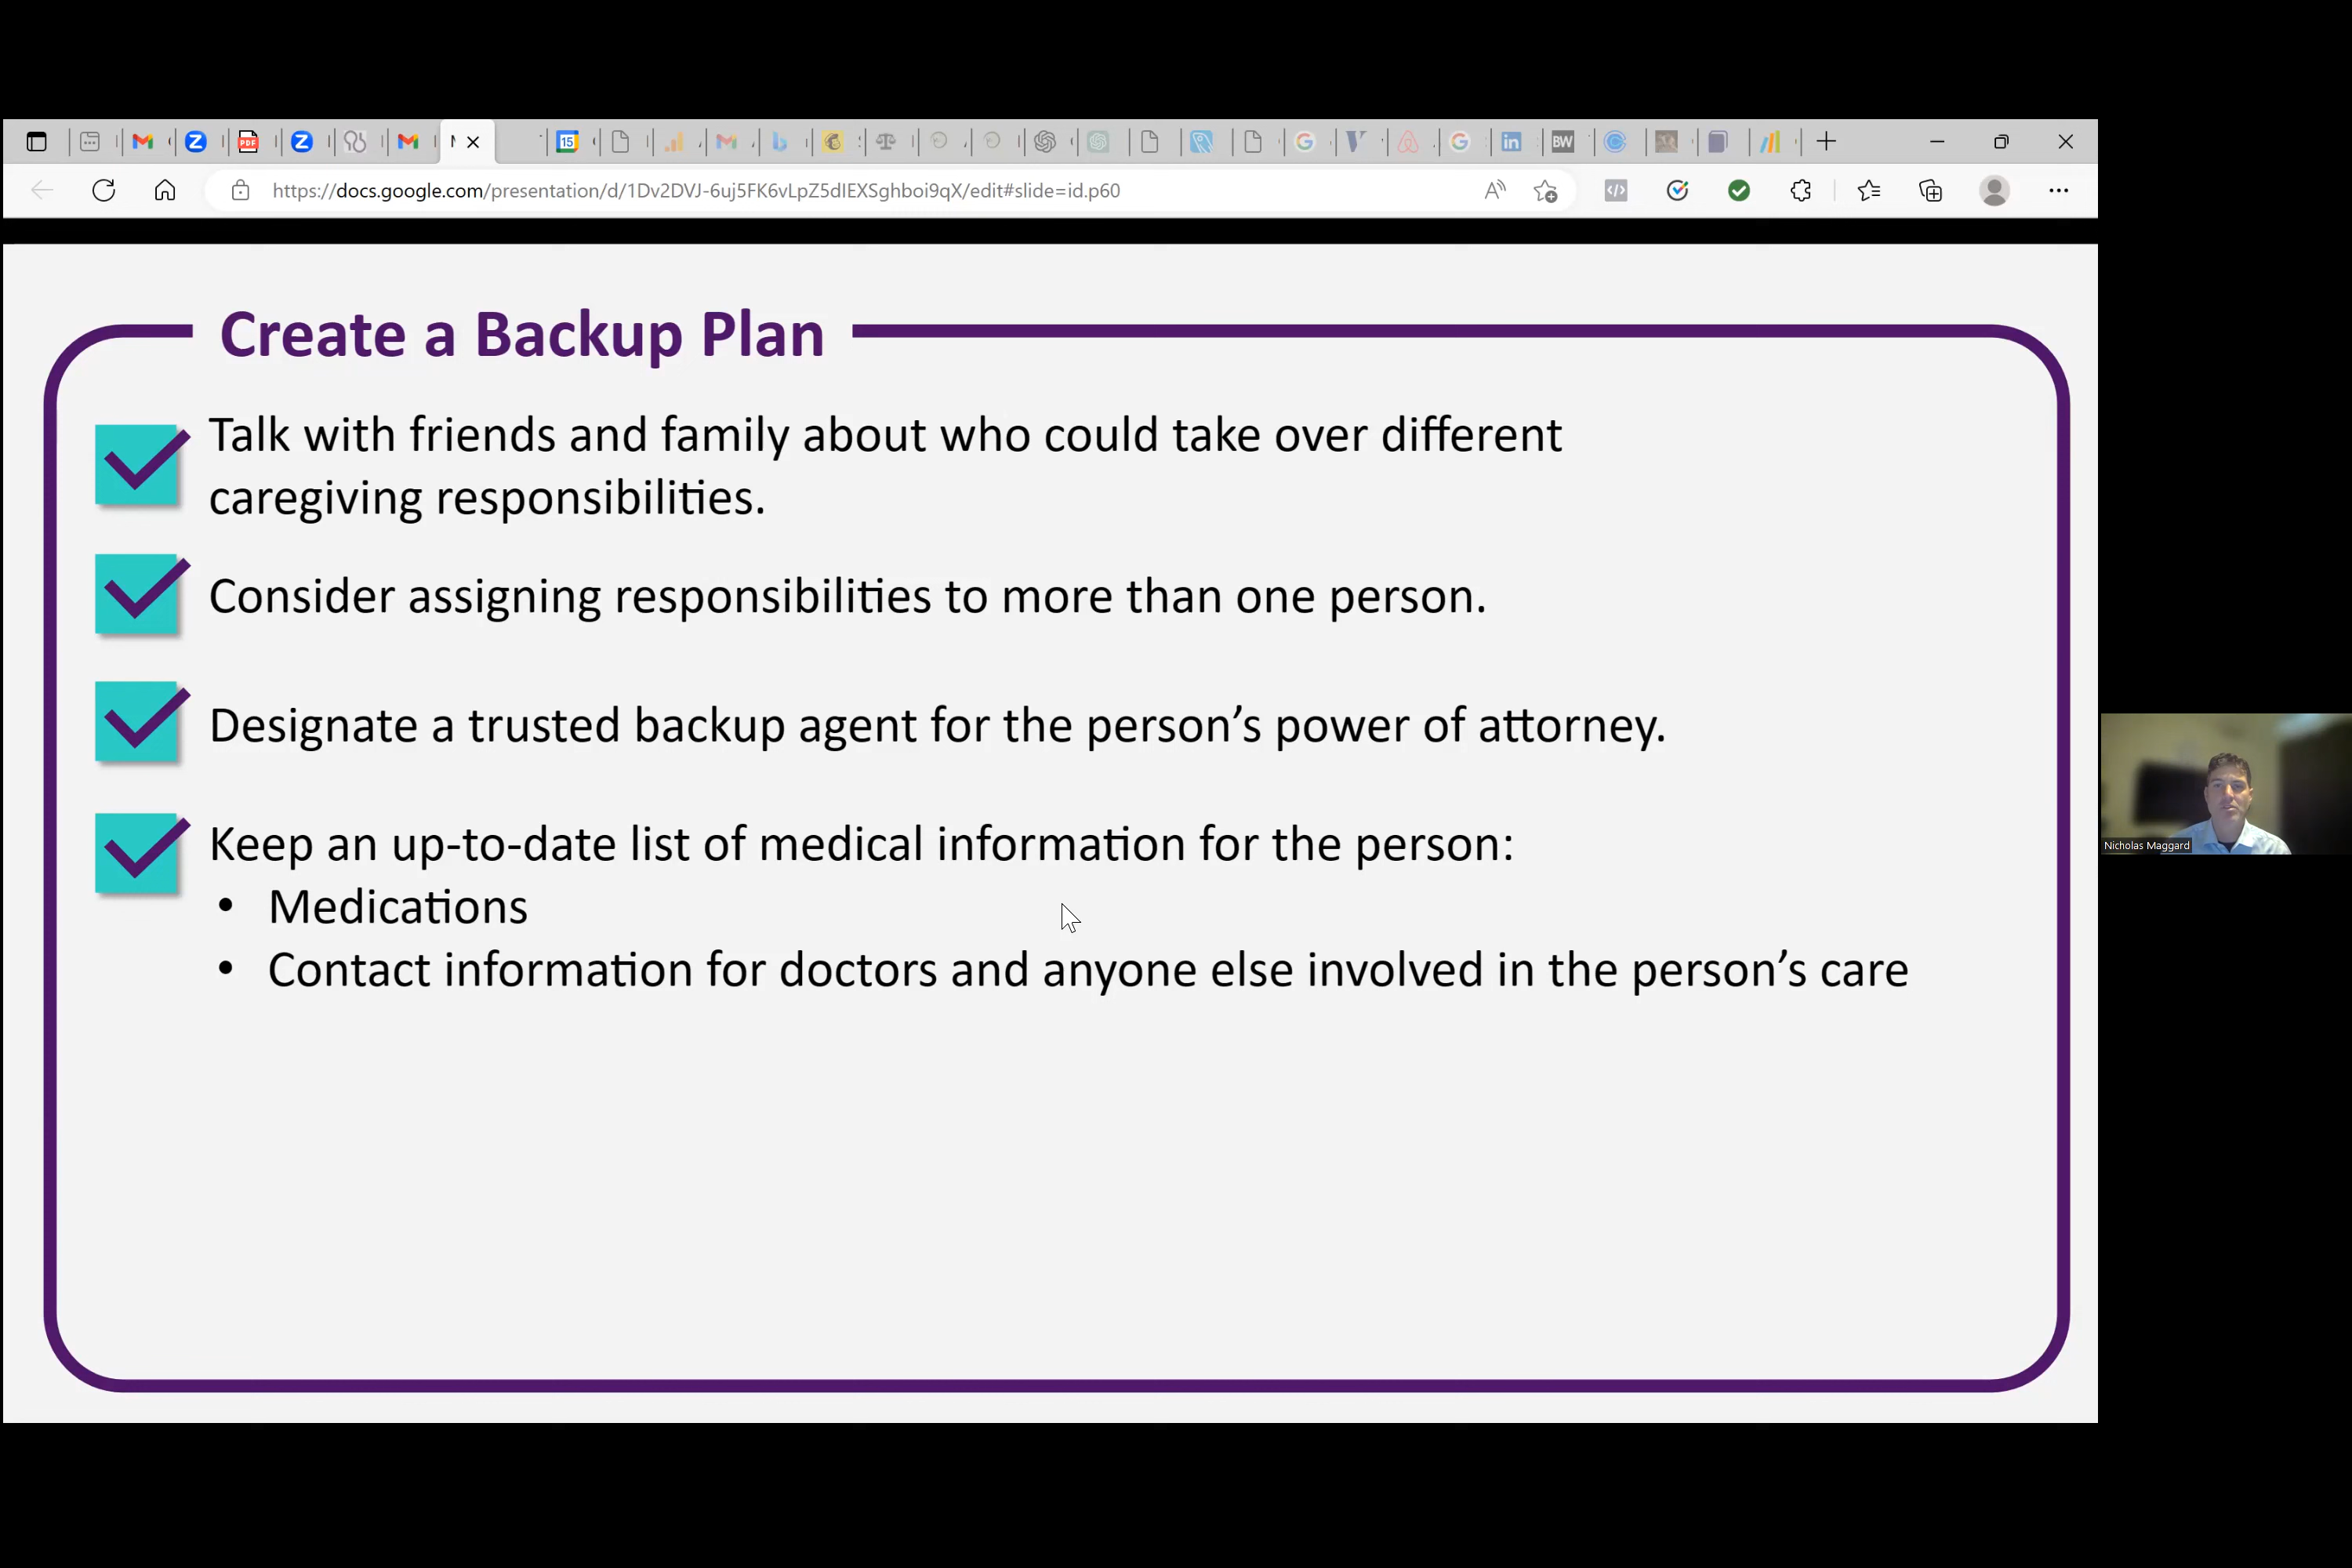 https://docs.google.com/presentation/d/1Dv2DVJ-6uj5FK6vLpZ5dIEXSghboi9qX/edit#slide=id.p60
Create a Backup Plan
Talk with friends and family about who could take over different
caregiving responsibilities.
Consider assigning responsibilities to more than one person.
Designate a trusted backup agent for the person’s power of attorney.
Keep an up-to-date list of medical information for the person:
• Medications
• Contact information for doctors and anyone else involved in the person’s care
Nicholas Maggard